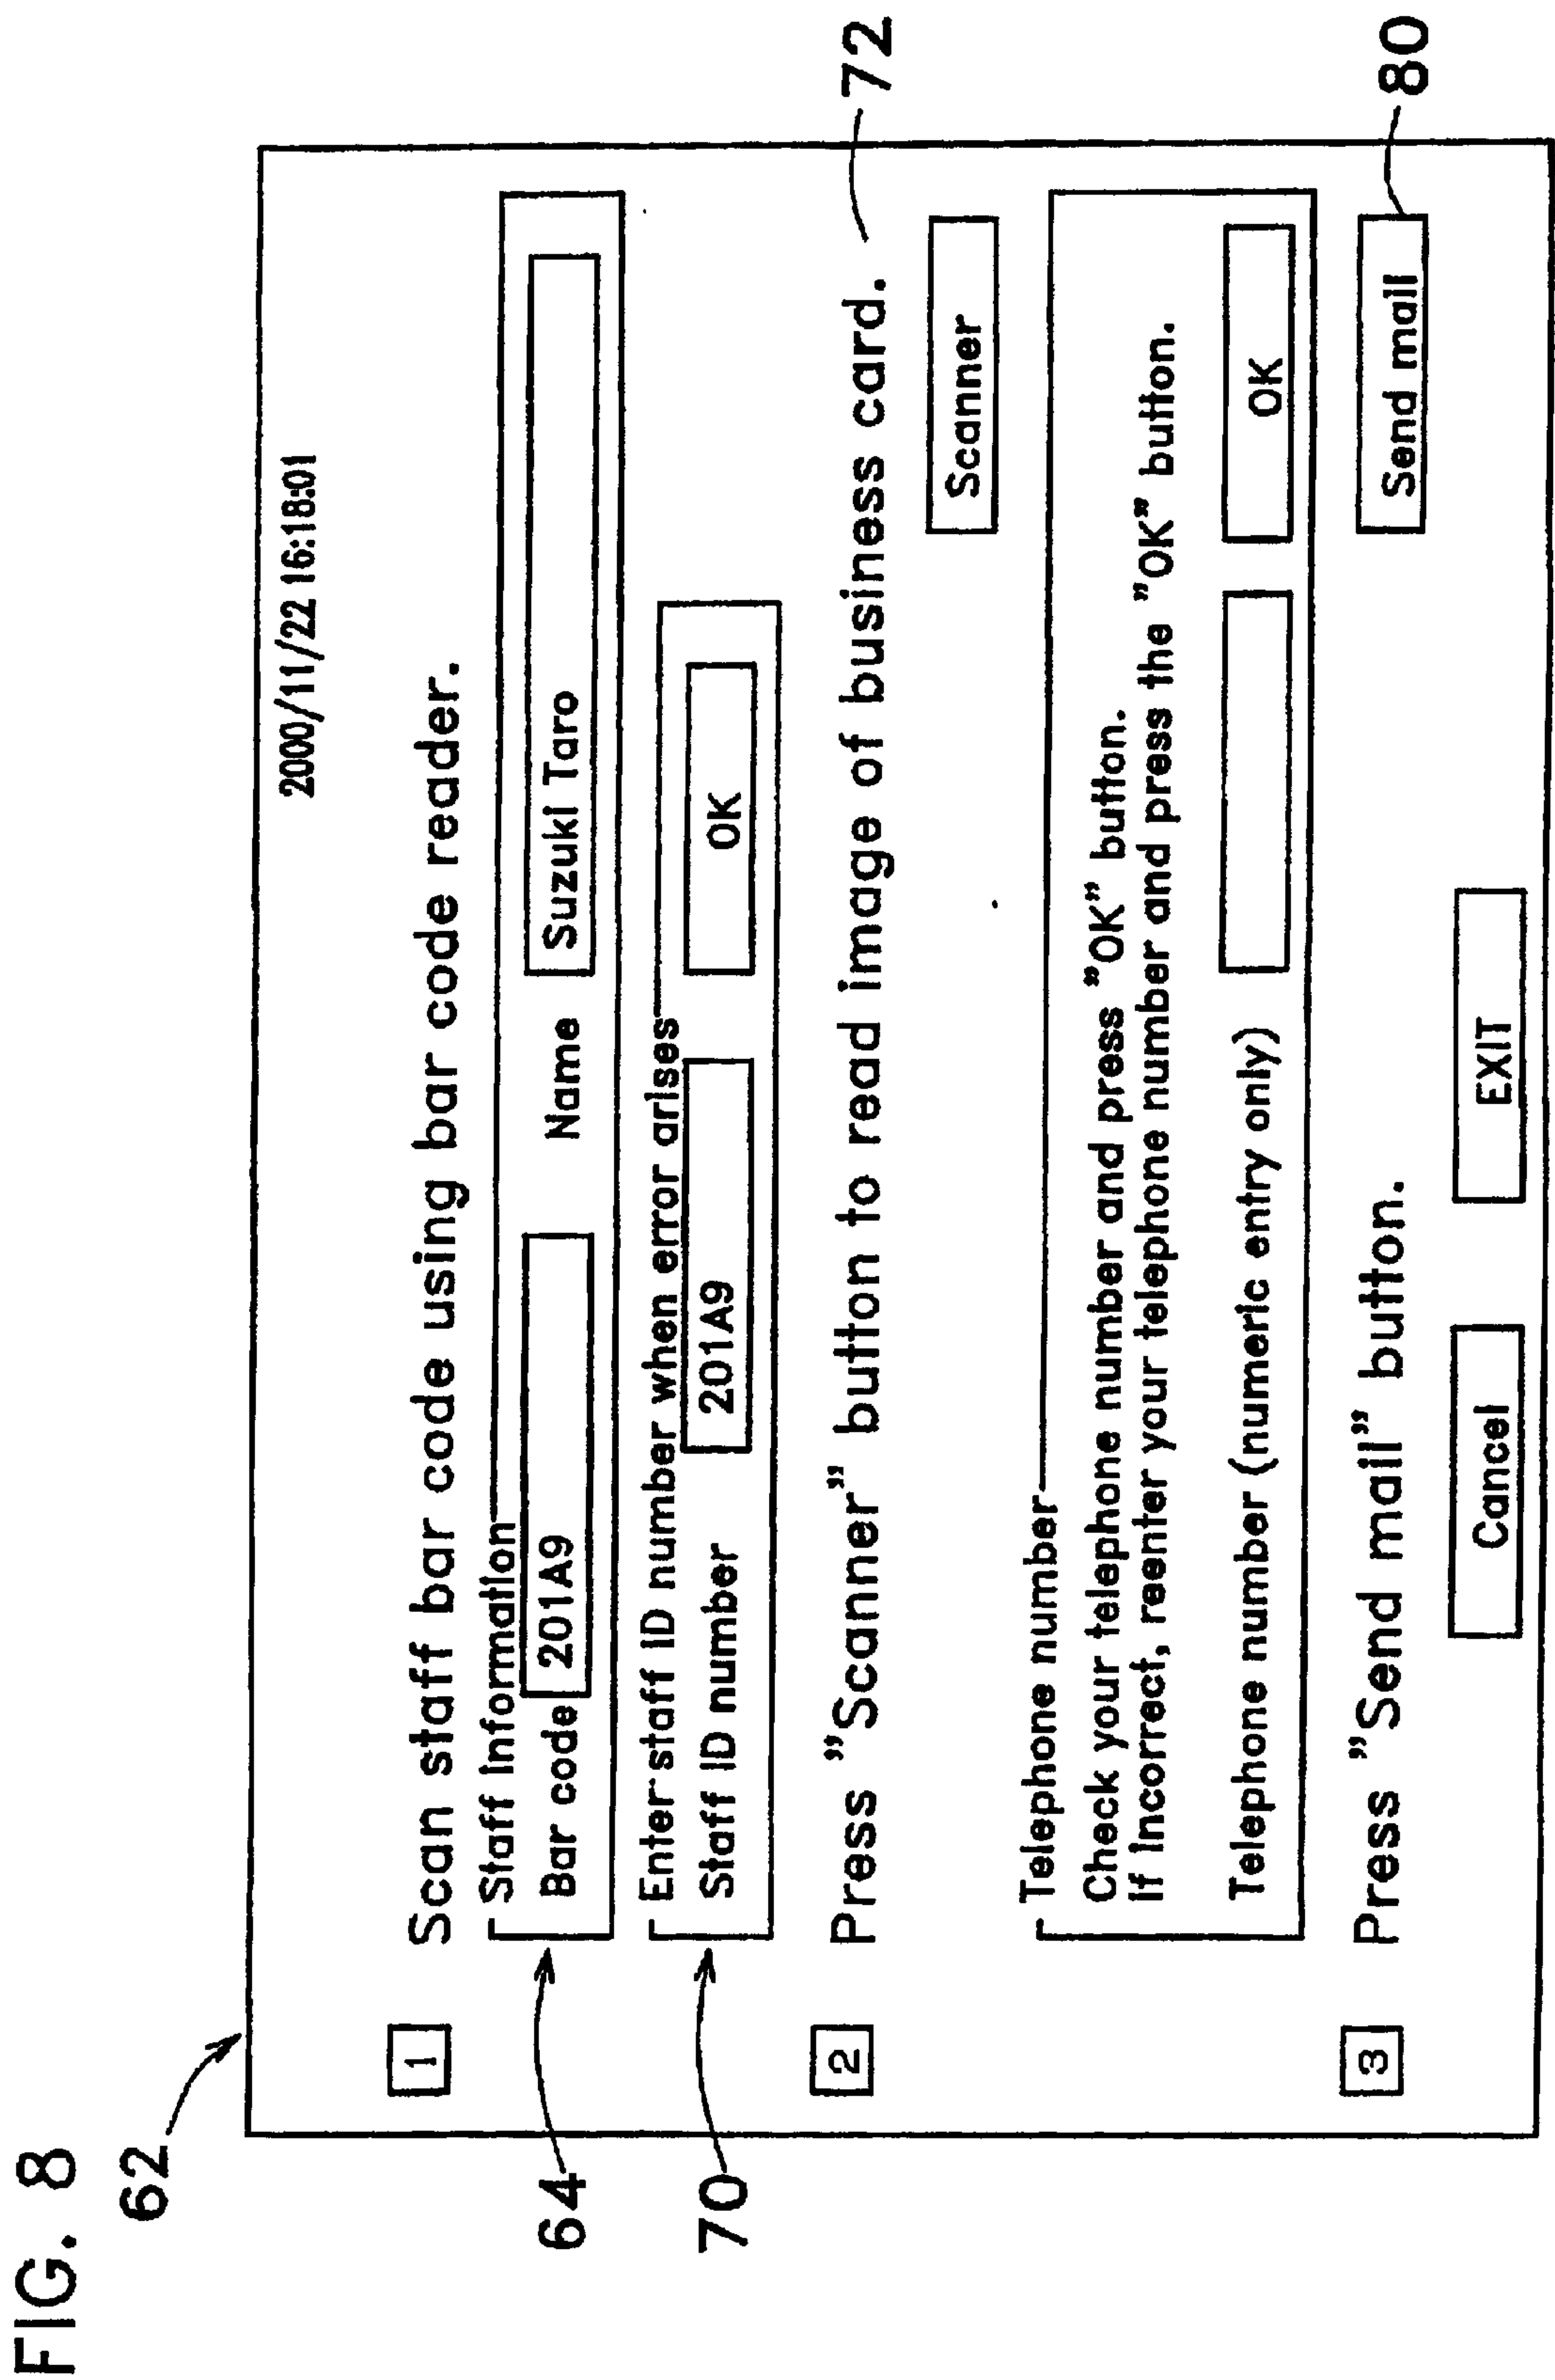 FIG. 8
62
2000/11/22 16:18:01
1 Scan staff bar code using bar code reader.
Staff information
64
Bar code 201A9 Name Suzuki Taro
Enter staff ID number when error arises
70
Staff ID number 201A9 OK
2 Press ”Scanner” button to read image of business card.
72
Scanner
Telephone number
Check your telephone number and press ”OK” button.
If incorrect, reenter your telephone number and press the ”OK” button.
Telephone number (numeric entry only) OK
3 Press ”Send mail” button. Send mail
80
Cancel EXIT